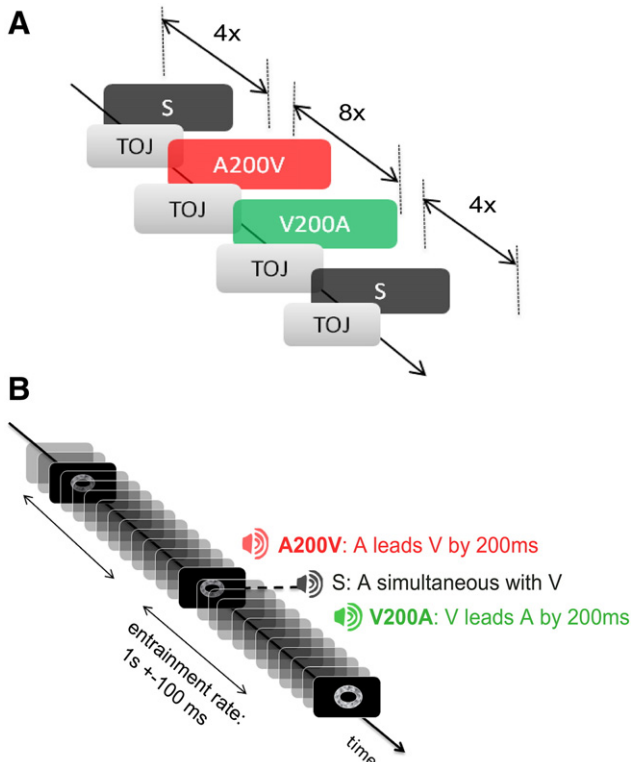 A
4x
S
8x
TOJ
A200V
4x
TOJ
V200A
TOJ
S
TOJ
B
A200V: A leads V by 200ms
S: A simultaneous with V
V200A: V leads A by 200ms
entrainment rate:
1s +-100 ms
time